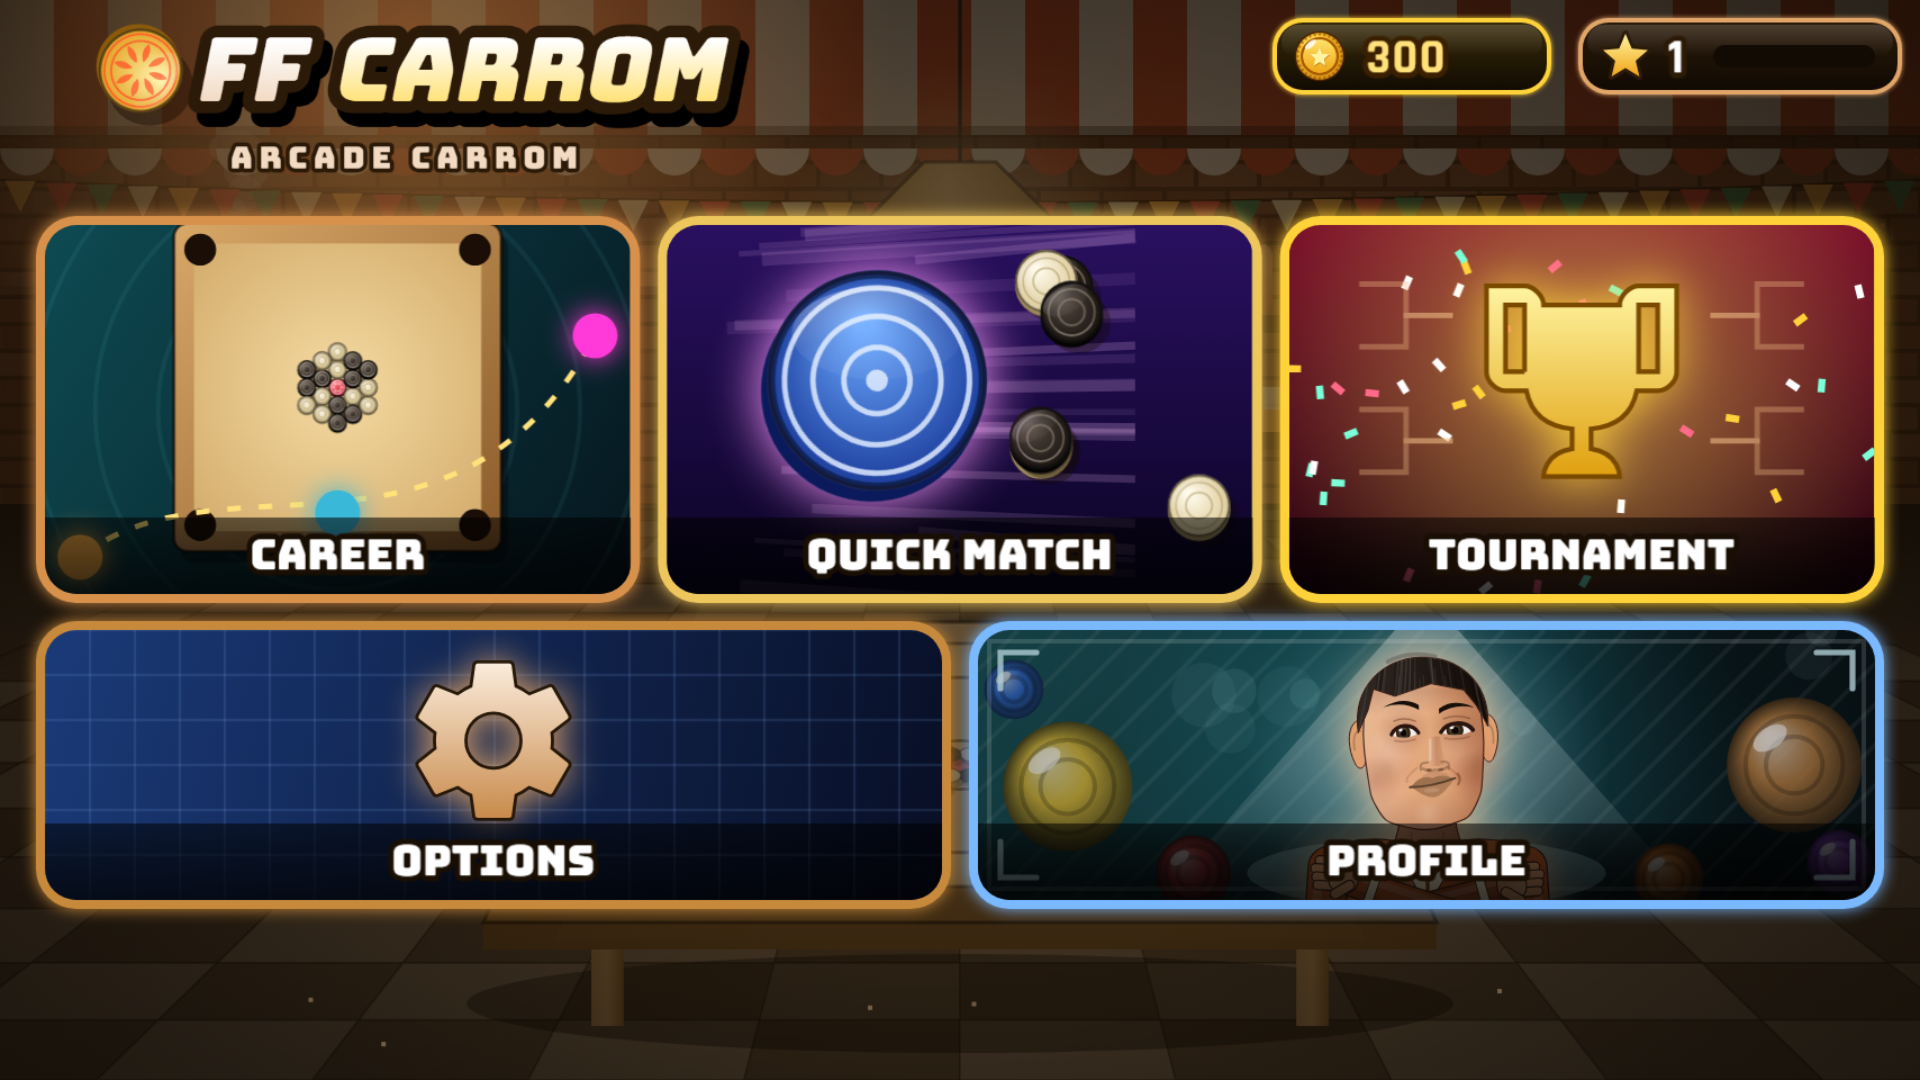 FF CARROM
ARCADE CARROM
300
1
CAREER
QUICK MATCH
TOURNAMENT
OPTIONS
PROFILE